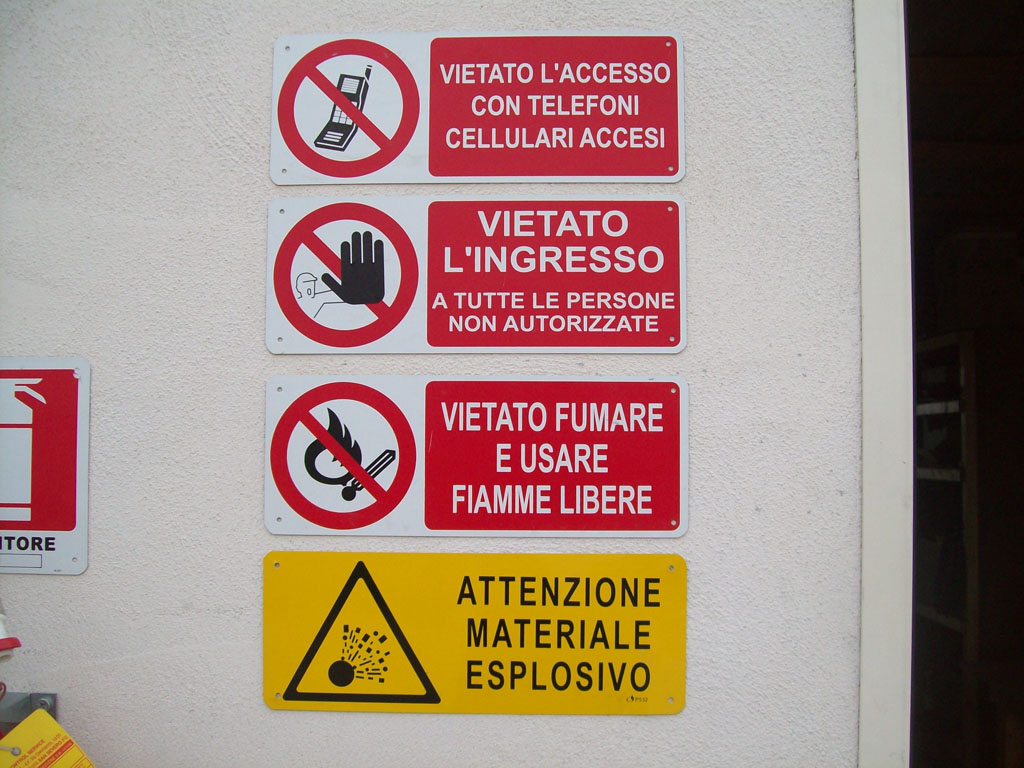 VIETATO L'ACCESSO
CON TELEFONI
CELLULARI ACCESI
VIETATO
L'INGRESSO
A TUTTE LE PERSONE
NON AUTORIZZATE
VIETATO FUMARE
E USARE
FIAMME LIBERE
ATTENZIONE
MATERIALE
ESPLOSIVO
TORE